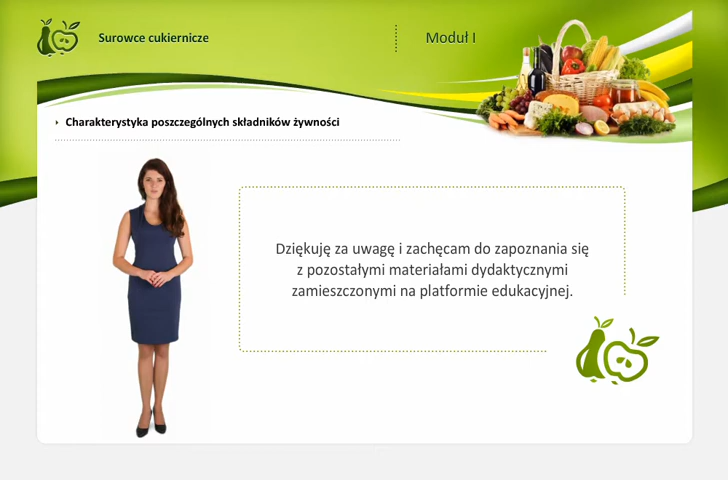 Surowce cukiernicze
Moduł I
Charakterystyka poszczególnych składników żywności
Dziękuję za uwagę i zachęcam do zapoznania się
z pozostałymi materiałami dydaktycznymi
zamieszczonymi na platformie edukacyjnej.